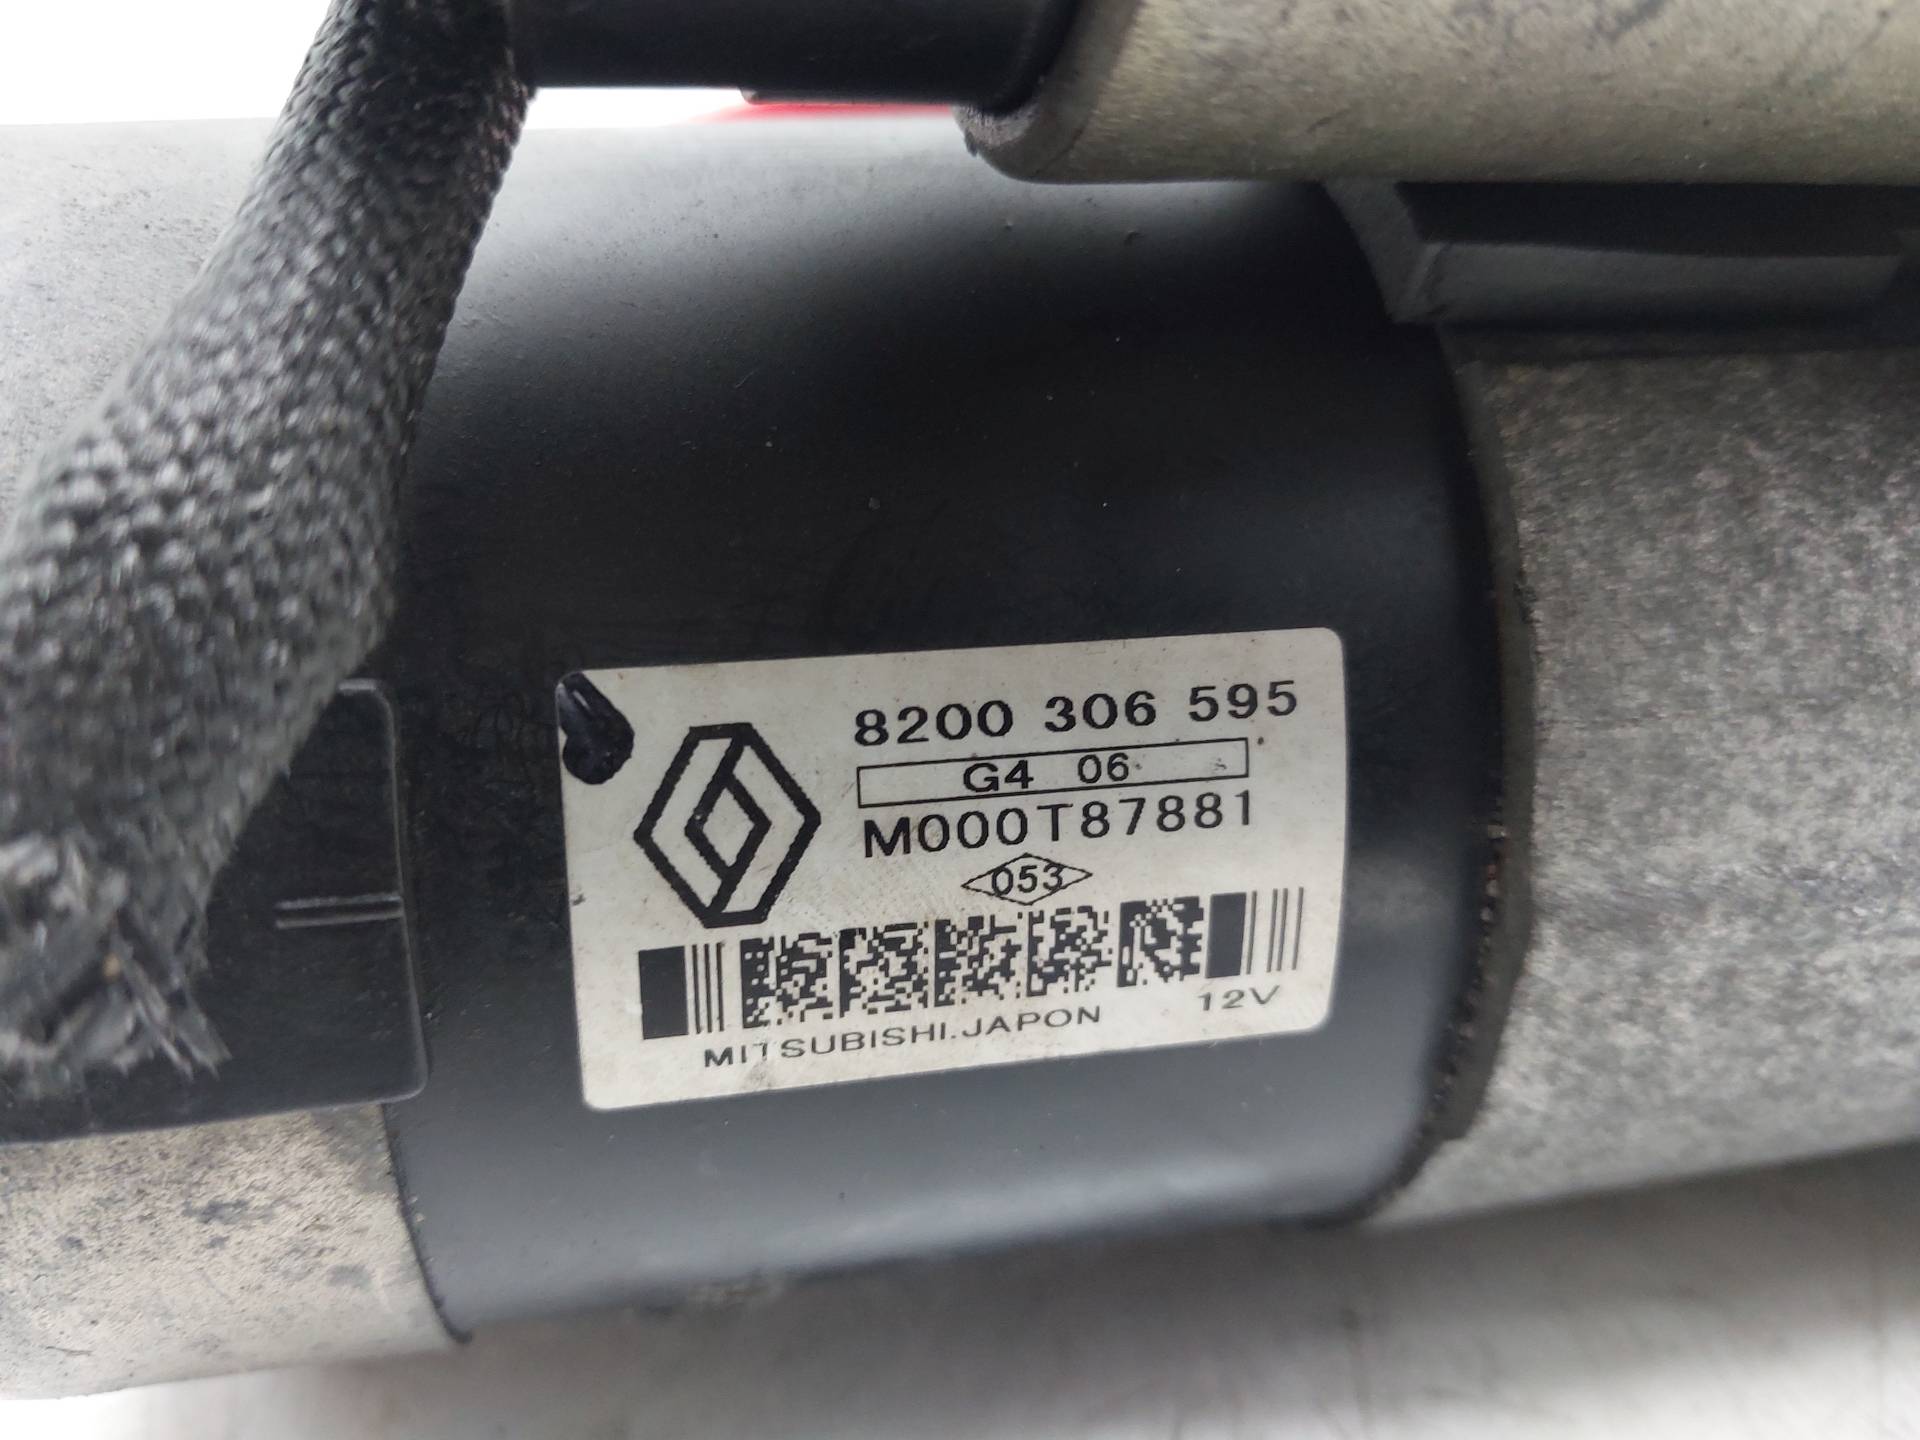 8200 306 595
G4 06
M000T87881
053
MITSUBISHI.JAPON 12V